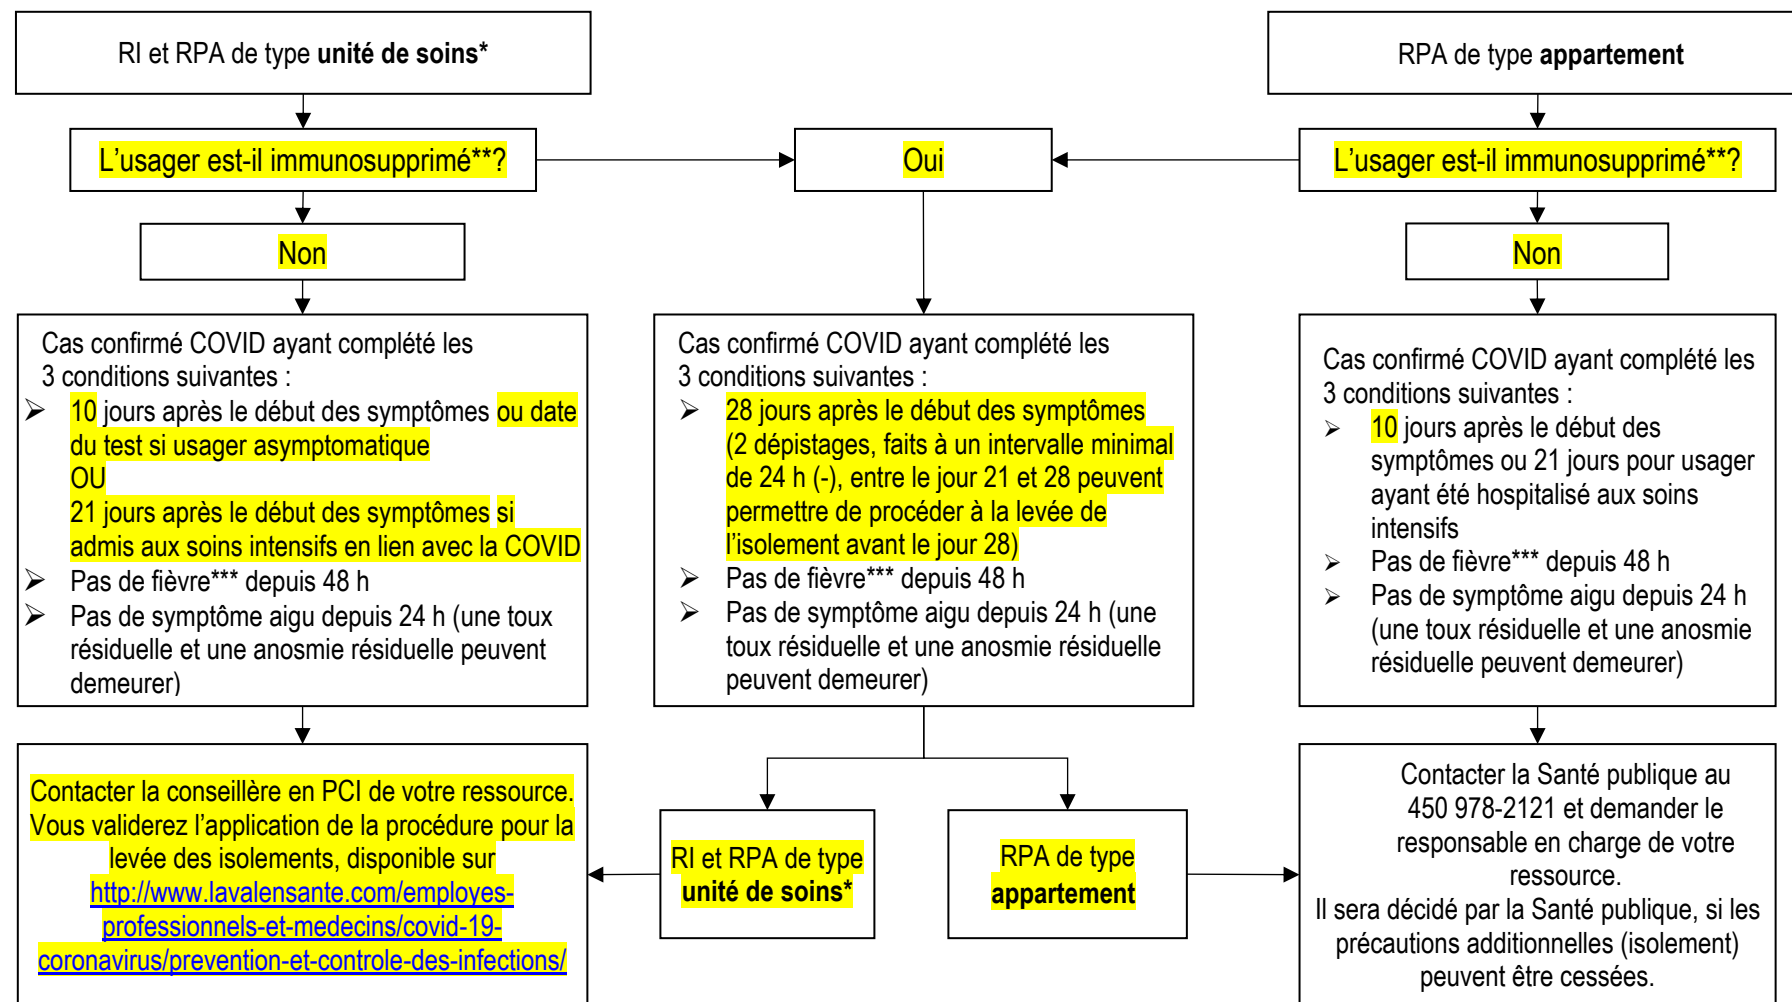 RI et RPA de type unité de soins*
RPA de type appartement
L'usager est-il immunosupprimé**?
Oui
L'usager est-il immunosupprimé**?
Non
Non
Cas confirmé COVID ayant complété les
3 conditions suivantes :
➢ 10 jours après le début des symptômes ou date
du test si usager asymptomatique
OU
21 jours après le début des symptômes si
admis aux soins intensifs en lien avec la COVID
➢ Pas de fièvre*** depuis 48 h
➢ Pas de symptôme aigu depuis 24 h (une toux
résiduelle et une anosmie résiduelle peuvent
demeurer)
Cas confirmé COVID ayant complété les
3 conditions suivantes :
➢ 28 jours après le début des symptômes
(2 dépistages, faits à un intervalle minimal
de 24 h (-), entre le jour 21 et 28 peuvent
permettre de procéder à la levée de
l'isolement avant le jour 28)
➢ Pas de fièvre*** depuis 48 h
➢ Pas de symptôme aigu depuis 24 h (une
toux résiduelle et une anosmie résiduelle
peuvent demeurer)
Cas confirmé COVID ayant complété les
3 conditions suivantes :
➢ 10 jours après le début des
symptômes ou 21 jours pour usager
ayant été hospitalisé aux soins
intensifs
➢ Pas de fièvre*** depuis 48 h
➢ Pas de symptôme aigu depuis 24 h
(une toux résiduelle et une anosmie
résiduelle peuvent demeurer)
Contacter la conseillère en PCI de votre ressource.
Vous validerez l'application de la procédure pour la
levée des isolements, disponible sur
http://www.lavalensante.com/employes-
professionnels-et-medecins/covid-19-
coronavirus/prevention-et-controle-des-infections/
RI et RPA de type
unité de soins*
RPA de type
appartement
Contacter la Santé publique au
450 978-2121 et demander le
responsable en charge de votre
ressource.
Il sera décidé par la Santé publique, si les
précautions additionnelles (isolement)
peuvent être cessées.